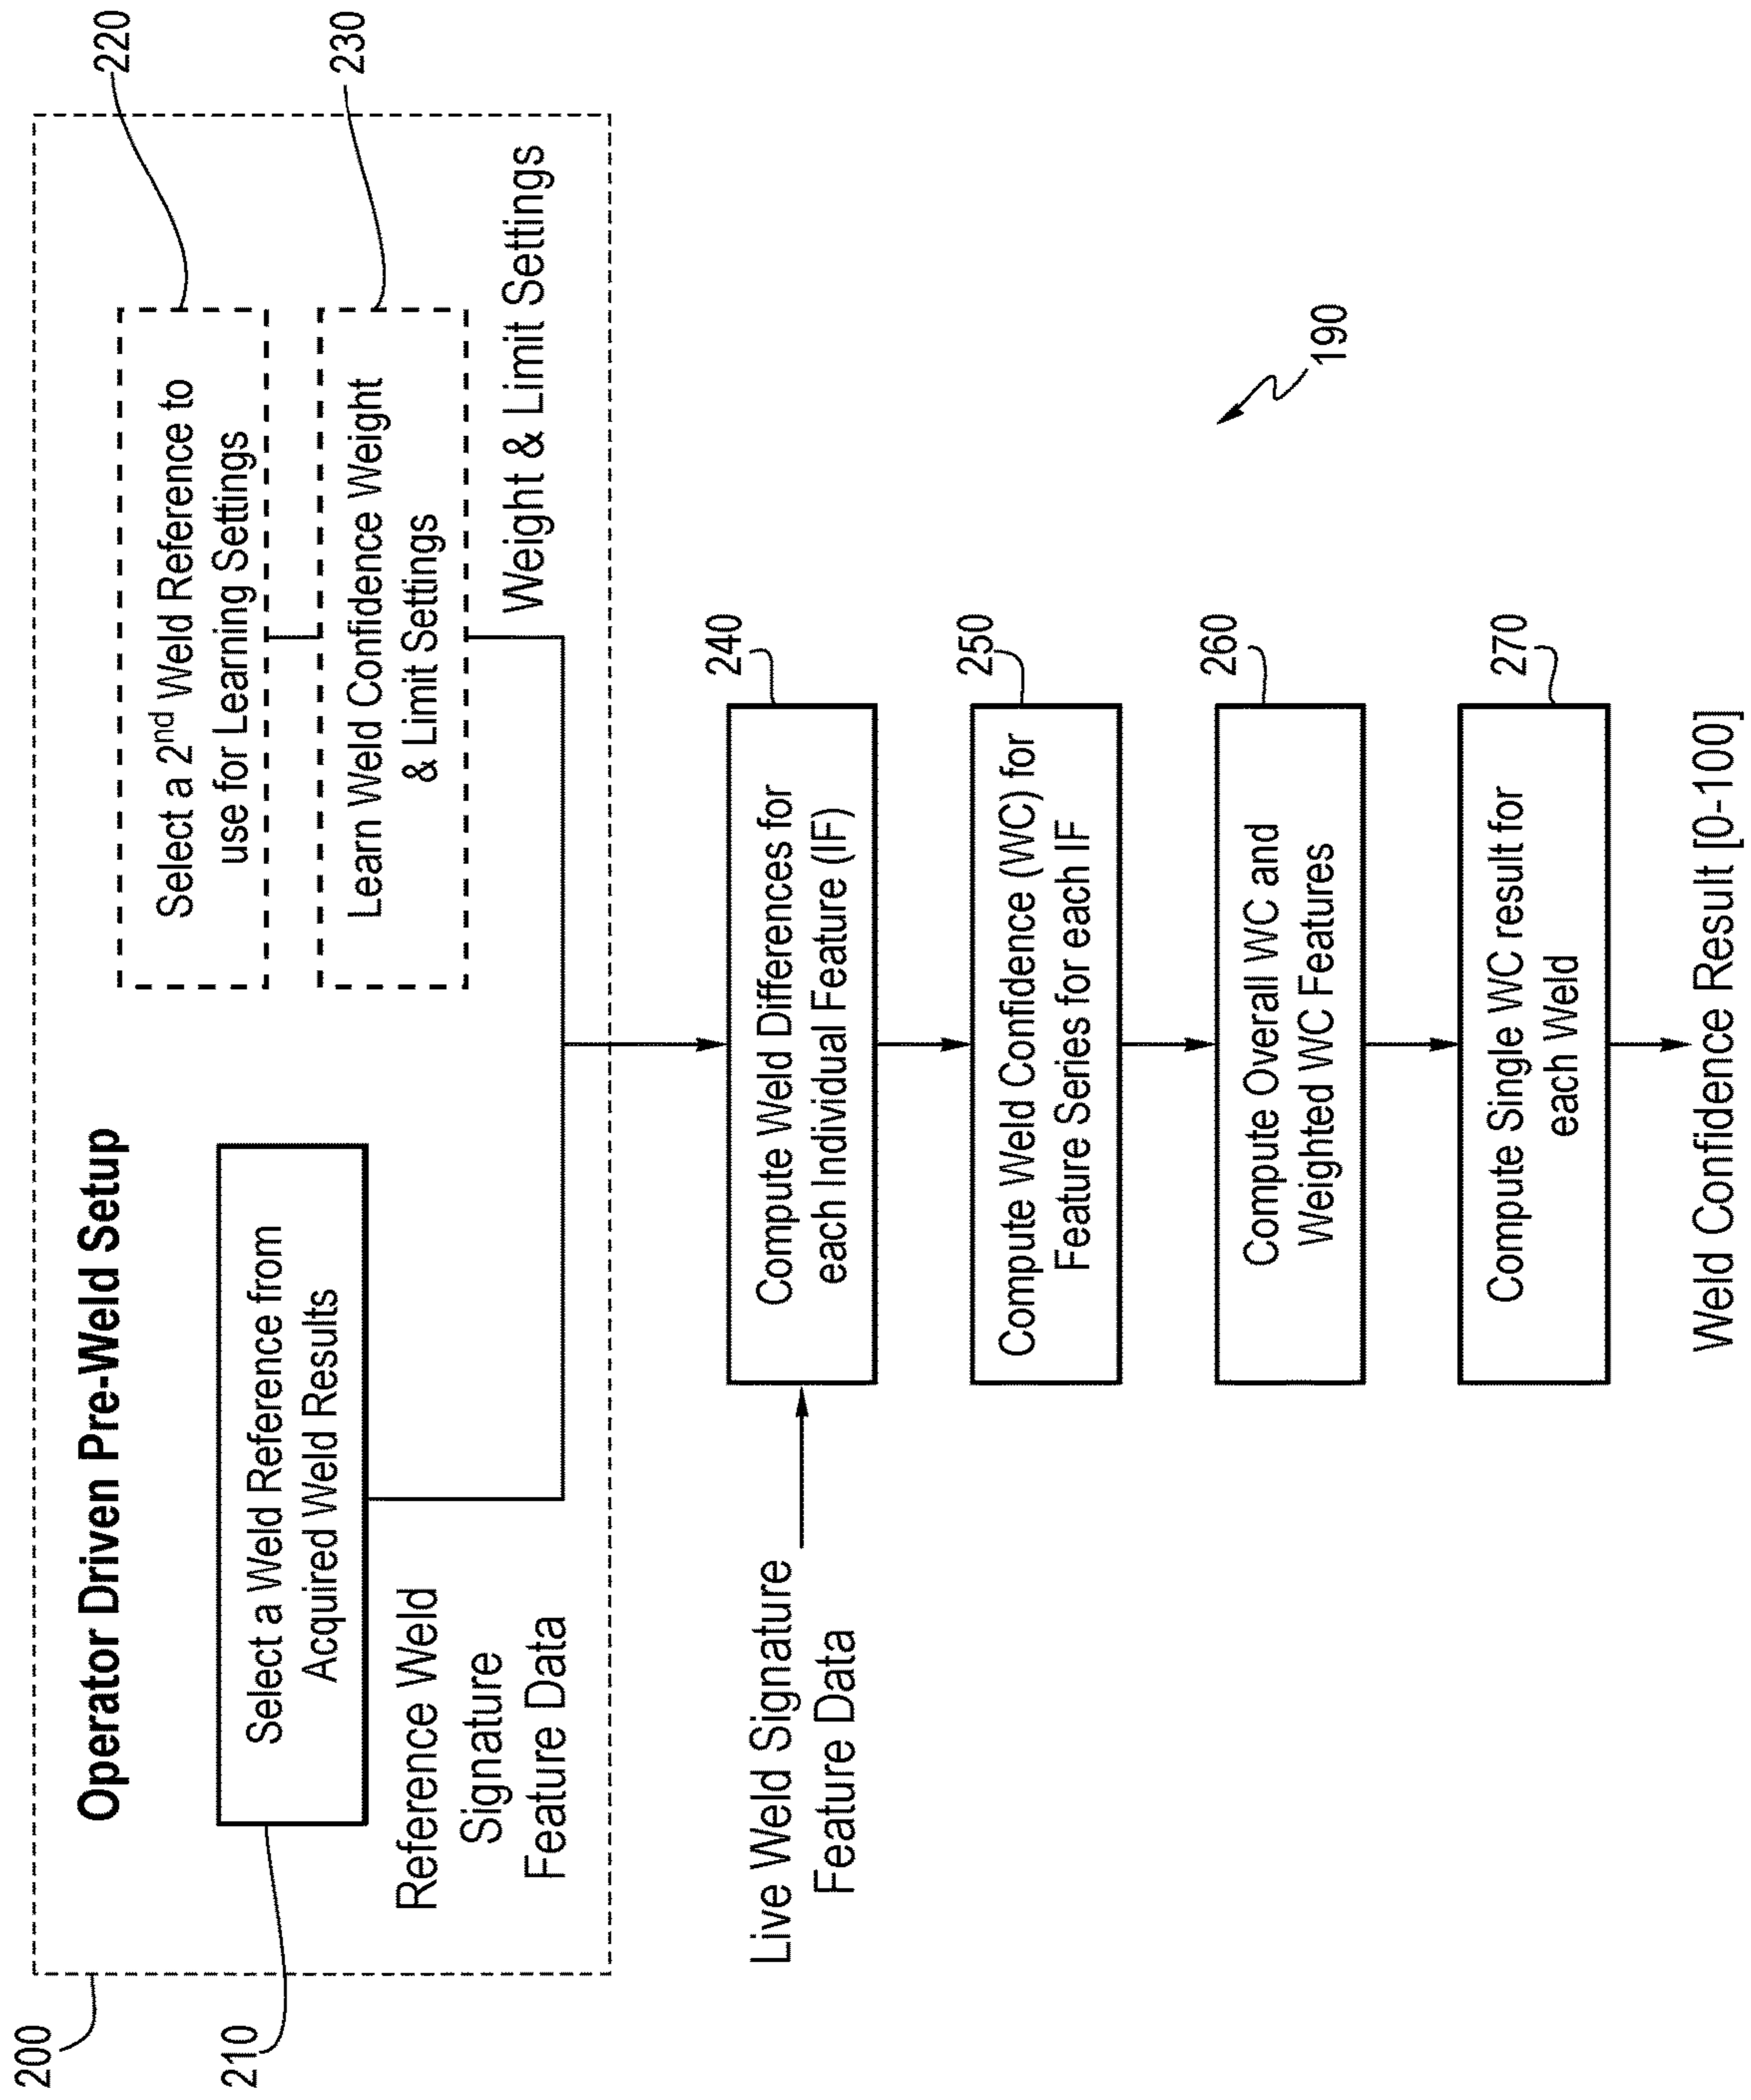 200
Operator Driven Pre-Weld Setup
210
Select a Weld Reference from
Acquired Weld Results
Reference Weld
Signature
Feature Data
220
Select a 2nd Weld Reference to
use for Learning Settings
230
Learn Weld Confidence Weight
& Limit Settings
Weight & Limit Settings
Live Weld Signature
Feature Data
240
Compute Weld Differences for
each Individual Feature (IF)
250
Compute Weld Confidence (WC) for
Feature Series for each IF
260
Compute Overall WC and
Weighted WC Features
270
Compute Single WC result for
each Weld
Weld Confidence Result [0-100]
190